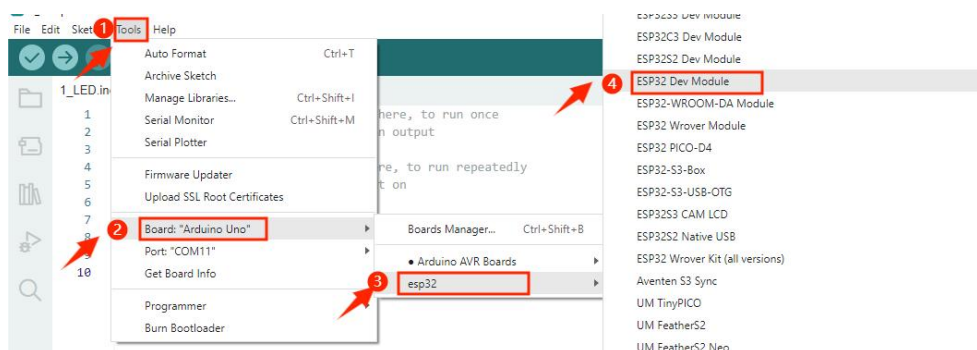 File Edit Sket Tools Help
1
Auto Format Ctrl+T
Archive Sketch
Manage Libraries... Ctrl+Shift+I
Serial Monitor Ctrl+Shift+M
Serial Plotter
Firmware Updater
Upload SSL Root Certificates
2 Board: "Arduino Uno"
Port: "COM11"
Get Board Info
Programmer
Burn Bootloader
1_LED.in
1
2
3
4
5
6
7
8
9
10
here, to run once
n output
re, to run repeatedly
t on
Boards Manager... Ctrl+Shift+B
• Arduino AVR Boards
3 esp32
ESP32S3 Dev Module
ESP32C3 Dev Module
ESP32S2 Dev Module
4 ESP32 Dev Module
ESP32-WROOM-DA Module
ESP32 Wrover Module
ESP32 PICO-D4
ESP32-S3-Box
ESP32-S3-USB-OTG
ESP32S3 CAM LCD
ESP32S2 Native USB
ESP32 Wrover Kit (all versions)
Aventen S3 Sync
UM TinyPICO
UM FeatherS2
UM FeatherS2 Neo